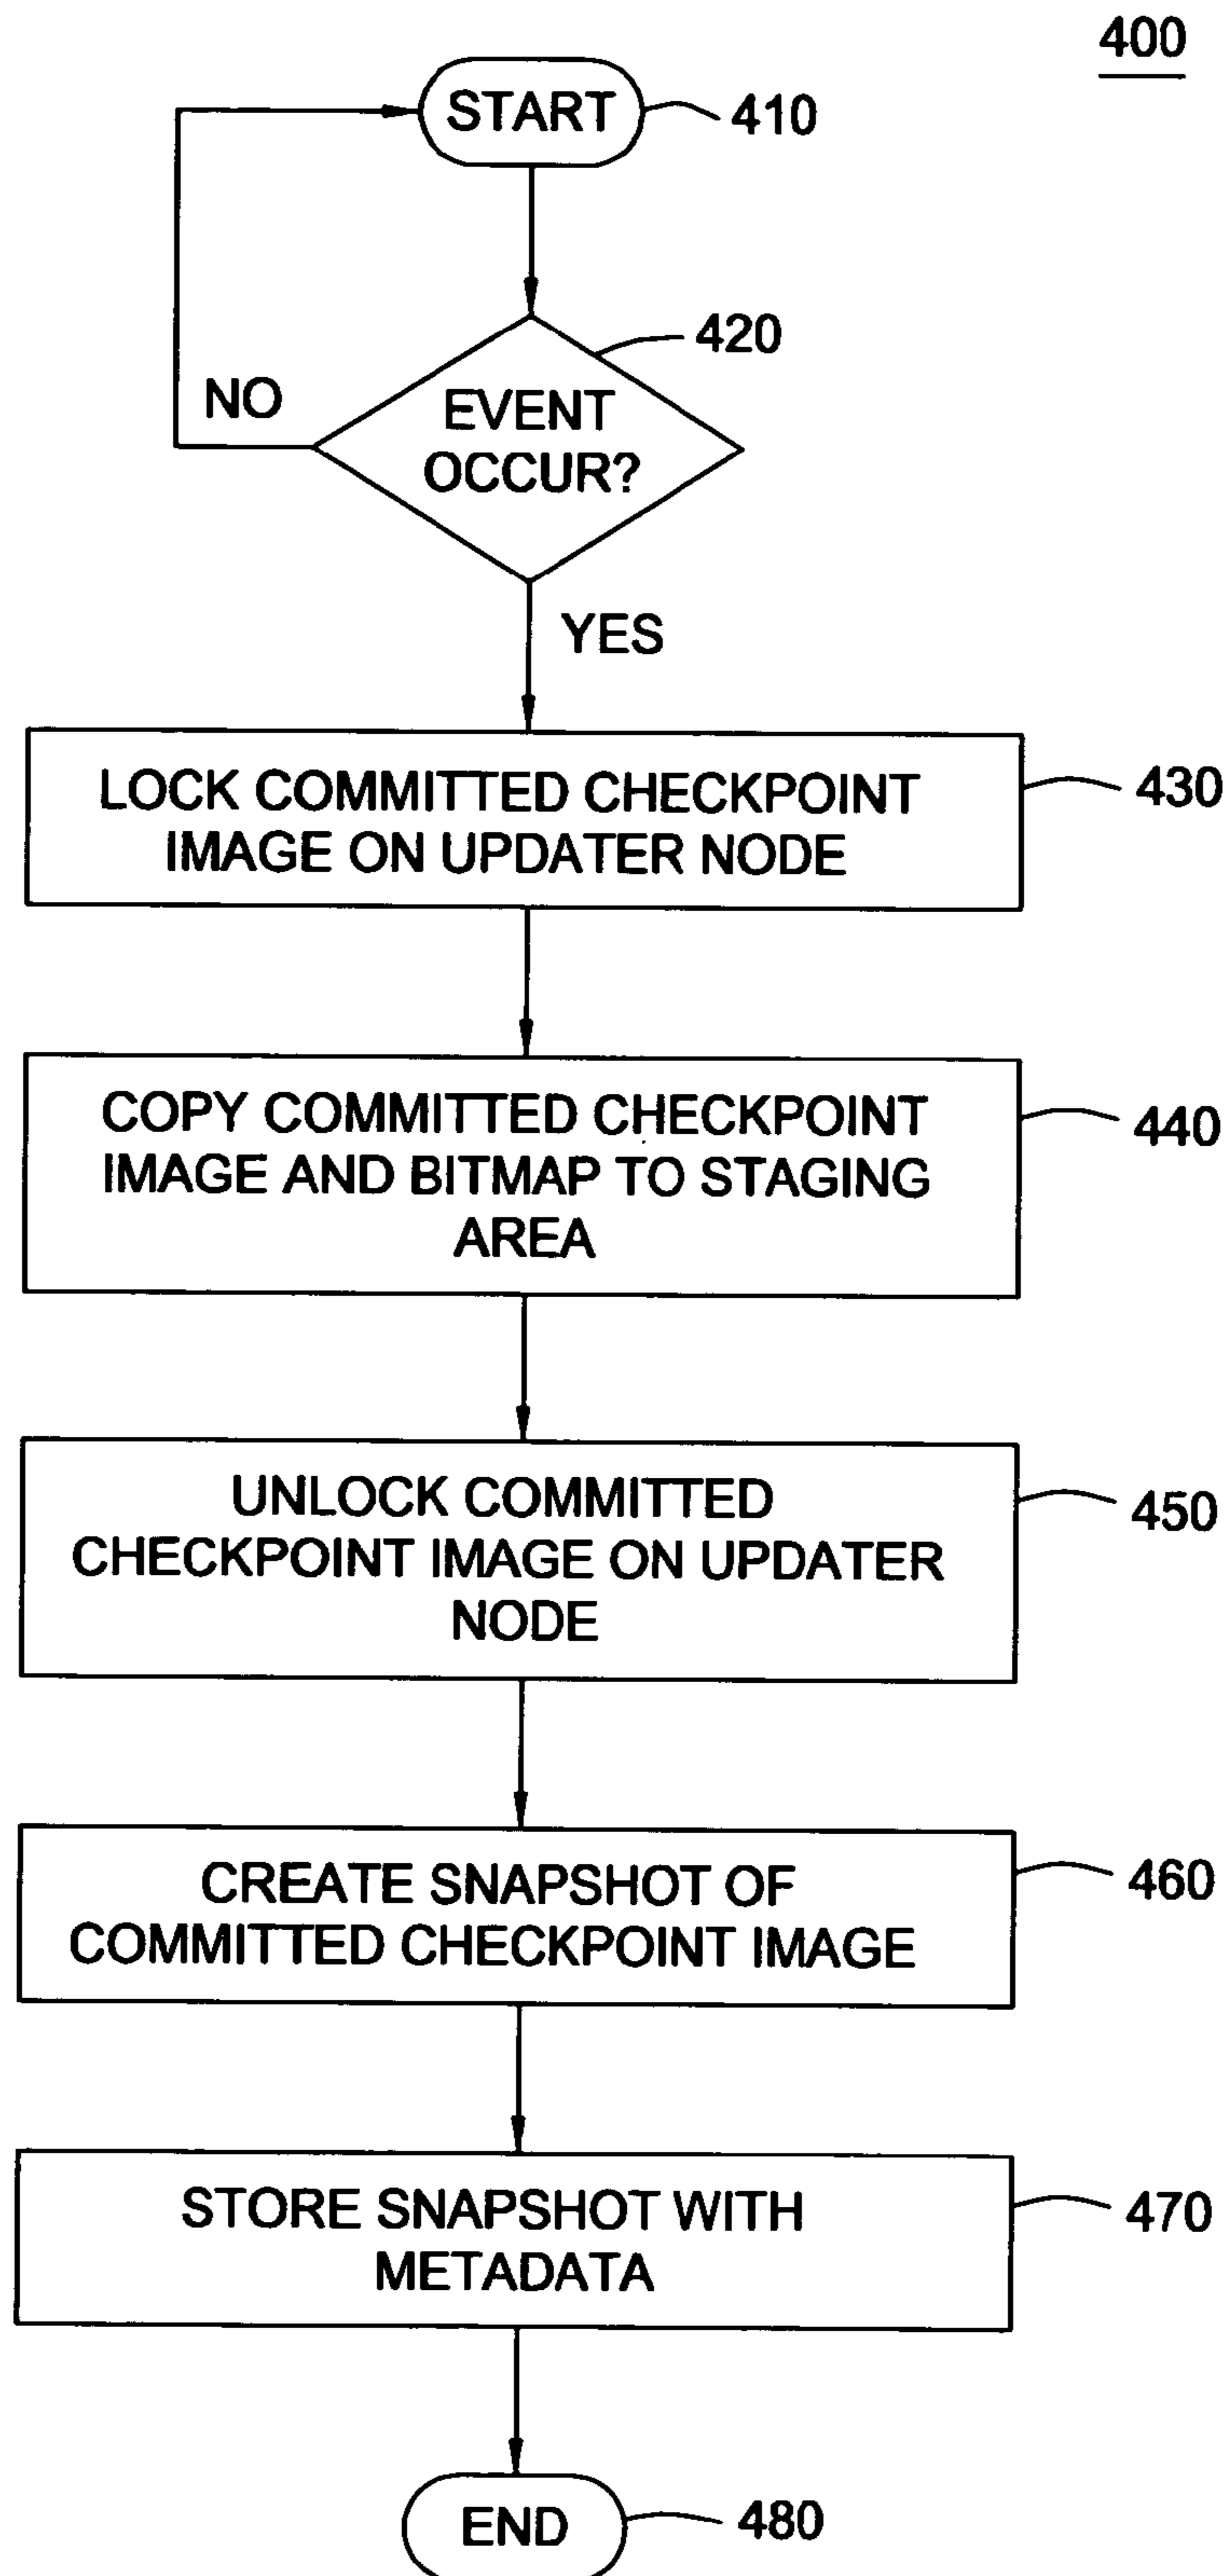 400
START
410
420
NO
EVENT
OCCUR?
YES
LOCK COMMITTED CHECKPOINT
IMAGE ON UPDATER NODE
430
COPY COMMITTED CHECKPOINT
IMAGE AND BITMAP TO STAGING
AREA
440
UNLOCK COMMITTED
CHECKPOINT IMAGE ON UPDATER
NODE
450
CREATE SNAPSHOT OF
COMMITTED CHECKPOINT IMAGE
460
STORE SNAPSHOT WITH
METADATA
470
END
480